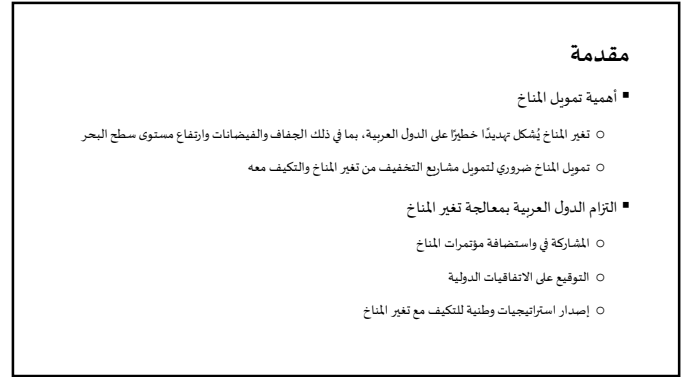 مقدمة
▪ أهمية تمويل المناخ
○ تغير المناخ يُشكل تهديدًا خطيرًا على الدول العربية، بما في ذلك الجفاف والفيضانات وارتفاع مستوى سطح البحر
○ تمويل المناخ ضروري لتمويل مشاريع التخفيف من تغير المناخ والتكيف معه
▪ التزام الدول العربية بمعالجة تغير المناخ
○ المشاركة في واستضافة مؤتمرات المناخ
○ التوقيع على الاتفاقيات الدولية
○ إصدار استراتيجيات وطنية للتكيف مع تغير المناخ